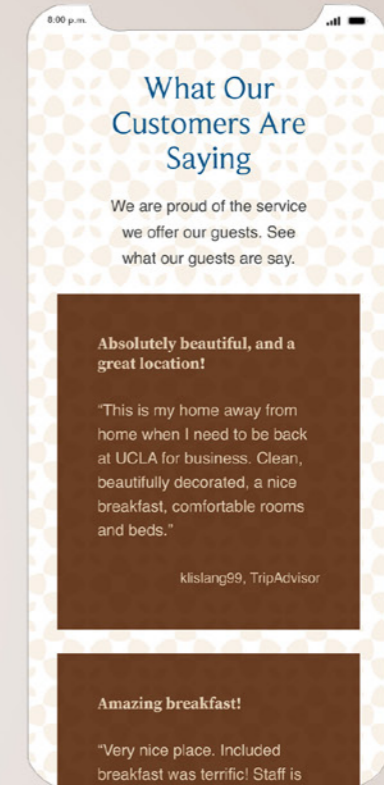 8:00 p.m.
What Our
Customers Are
Saying
We are proud of the service
we offer our guests. See
what our guests are say.
Absolutely beautiful, and a
great location!
“This is my home away from
home when I need to be back
at UCLA for business. Clean,
beautifully decorated, a nice
breakfast, comfortable rooms
and beds.”
klislang99, TripAdvisor
Amazing breakfast!
“Very nice place. Included
breakfast was terrific! Staff is